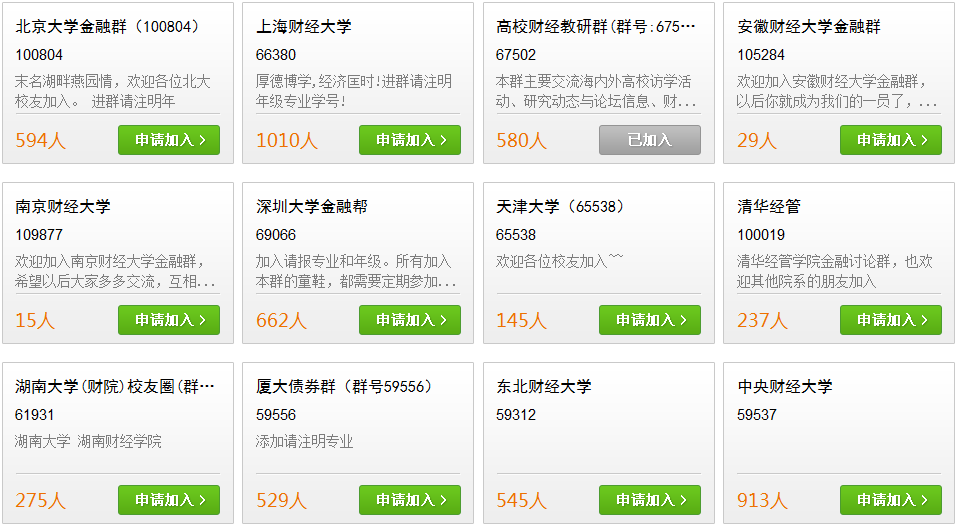 北京大学金融群（100804）
100804
末名湖畔燕园情，欢迎各位北大
校友加入。 进群请注明年
594人
申请加入 >
上海财经大学
66380
厚德博学,经济匡时!进群请注明
年级专业学号!
1010人
申请加入 >
高校财经教研群(群号:675…
67502
本群主要交流海内外高校访学活
动、研究动态与论坛信息、财...
580人
已加入
安徽财经大学金融群
105284
欢迎加入安徽财经大学金融群，
以后你就成为我们的一员了，...
29人
申请加入 >
南京财经大学
109877
欢迎加入南京财经大学金融群，
希望以后大家多多交流，互相...
15人
申请加入 >
深圳大学金融帮
69066
加入请报专业和年级。所有加入
本群的童鞋，都需要定期参加...
662人
申请加入 >
天津大学（65538）
65538
欢迎各位校友加入~~
145人
申请加入 >
清华经管
100019
清华经管学院金融讨论群，也欢
迎其他院系的朋友加入
237人
申请加入 >
湖南大学(财院)校友圈(群…
61931
湖南大学 湖南财经学院
275人
申请加入 >
厦大债券群（群号59556）
59556
添加请注明专业
529人
申请加入 >
东北财经大学
59312
545人
申请加入 >
中央财经大学
59537
913人
申请加入 >